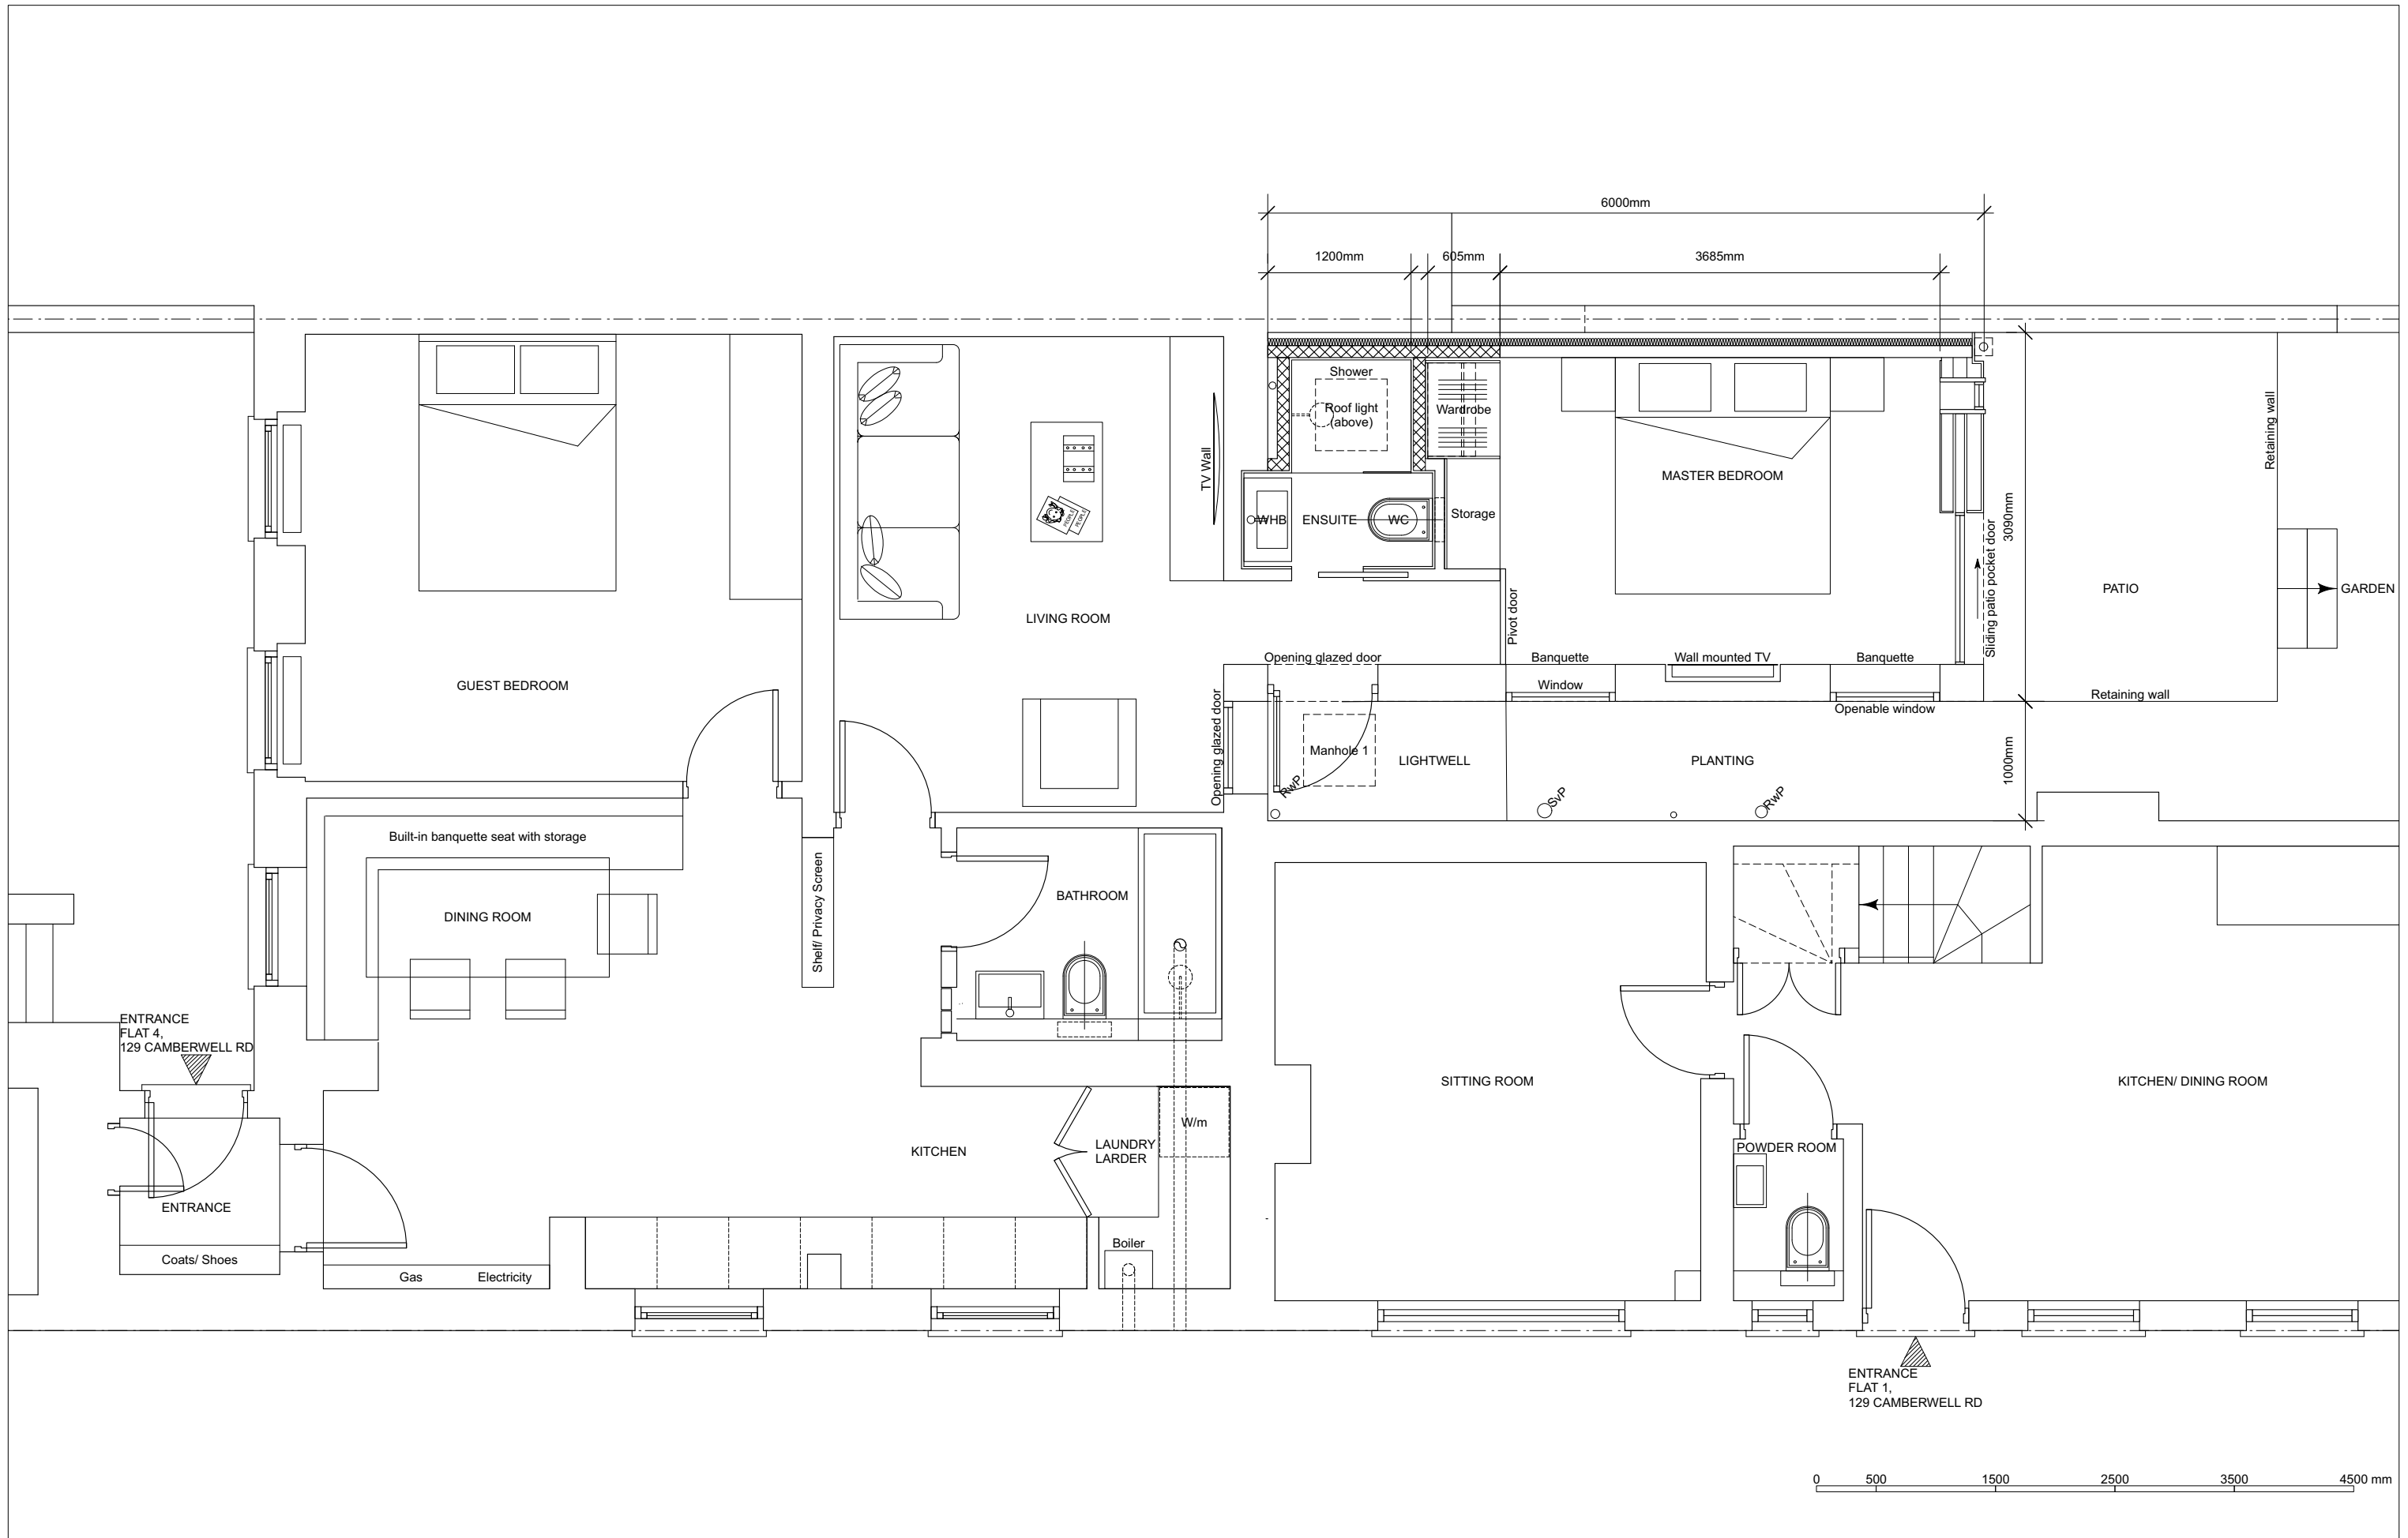 6000mm
1200mm
605mm
3685mm
Shower
Roof light
(above)
Wardrobe
TV Wall
WHB
ENSUITE
WC
Storage
MASTER BEDROOM
Retaining wall
3090mm
Sliding patio pocket door
PATIO
GARDEN
PEOPLE
PEOPLE
LIVING ROOM
Pivot door
GUEST BEDROOM
Opening glazed door
Banquette
Wall mounted TV
Banquette
Window
Retaining wall
Openable window
Opening glazed door
Manhole 1
LIGHTWELL
PLANTING
1000mm
RwP
SvP
RwP
Built-in banquette seat with storage
Shelf/ Privacy Screen
BATHROOM
DINING ROOM
ENTRANCE
FLAT 4,
129 CAMBERWELL RD
SITTING ROOM
KITCHEN/ DINING ROOM
W/m
KITCHEN
LAUNDRY
LARDER
POWDER ROOM
ENTRANCE
Coats/ Shoes
Gas
Electricity
Boiler
ENTRANCE
FLAT 1,
129 CAMBERWELL RD
0 500 1500 2500 3500 4500 mm